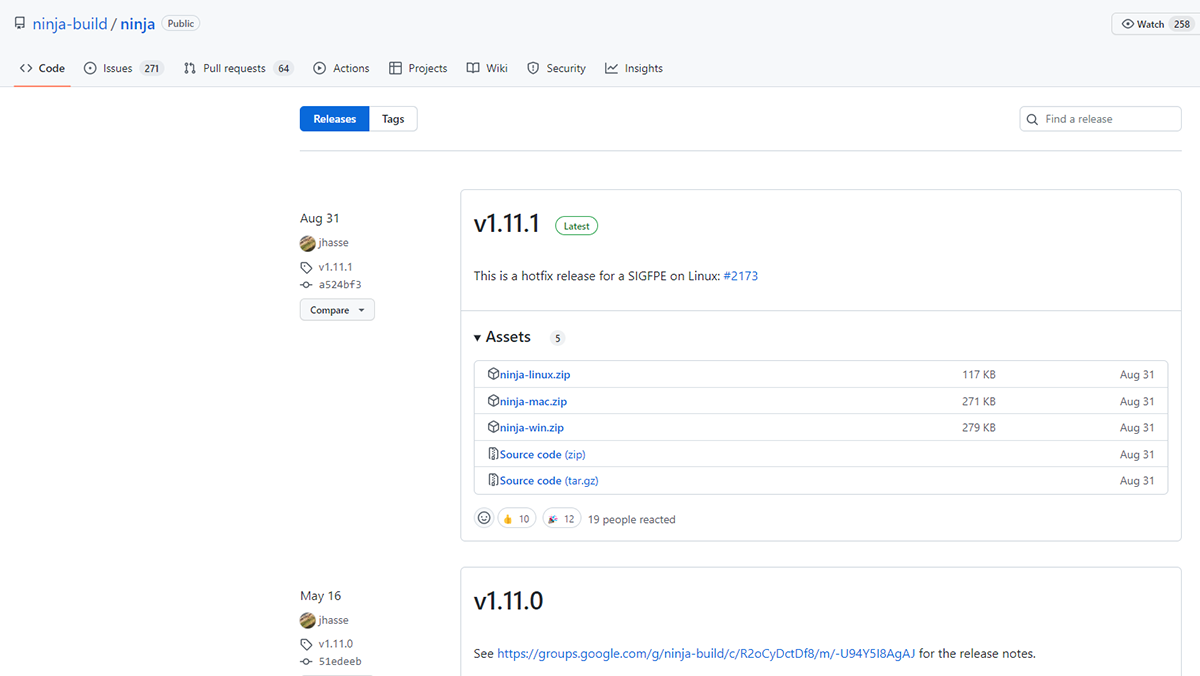 ninja-build / ninja Public Watch 258
Code Issues 271 Pull requests 64 Actions Projects Wiki Security Insights
Releases Tags Find a release
Aug 31
jhasse
v1.11.1
a524bf3
Compare
v1.11.1 Latest
This is a hotfix release for a SIGFPE on Linux: #2173
Assets 5
ninja-linux.zip 117 KB Aug 31
ninja-mac.zip 271 KB Aug 31
ninja-win.zip 279 KB Aug 31
Source code (zip) Aug 31
Source code (tar.gz) Aug 31
10 12 19 people reacted
May 16
jhasse
v1.11.0
51edeeb
v1.11.0
See https://groups.google.com/g/ninja-build/c/R2oCyDctDf8/m/-U94Y5I8AgAJ for the release notes.